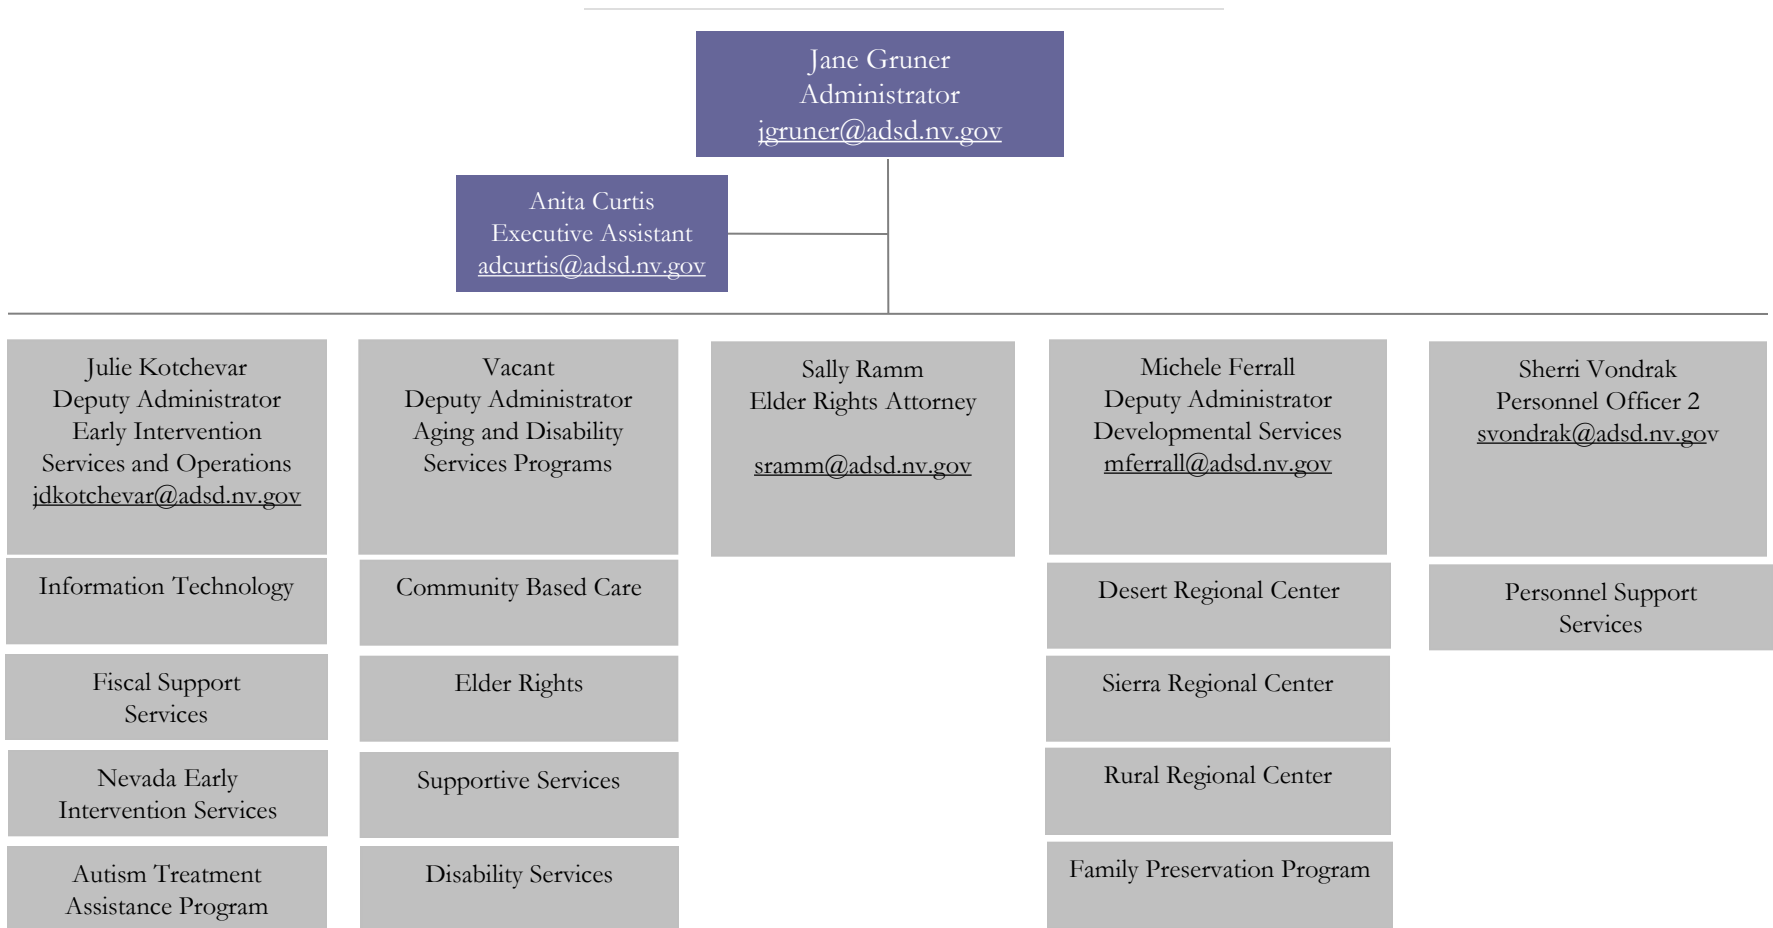 Jane Gruner
Administrator
jgruner@adsd.nv.gov
Anita Curtis
Executive Assistant
adcurtis@adsd.nv.gov
Julie Kotchevar
Deputy Administrator
Early Intervention
Services and Operations
jdkotchevar@adsd.nv.gov
Information Technology
Fiscal Support
Services
Nevada Early
Intervention Services
Autism Treatment
Assistance Program
Vacant
Deputy Administrator
Aging and Disability
Services Programs
Community Based Care
Elder Rights
Supportive Services
Disability Services
Sally Ramm
Elder Rights Attorney
sramm@adsd.nv.gov
Michele Ferrall
Deputy Administrator
Developmental Services
mferrall@adsd.nv.gov
Desert Regional Center
Sierra Regional Center
Rural Regional Center
Family Preservation Program
Sherri Vondrak
Personnel Officer 2
svondrak@adsd.nv.gov
Personnel Support
Services